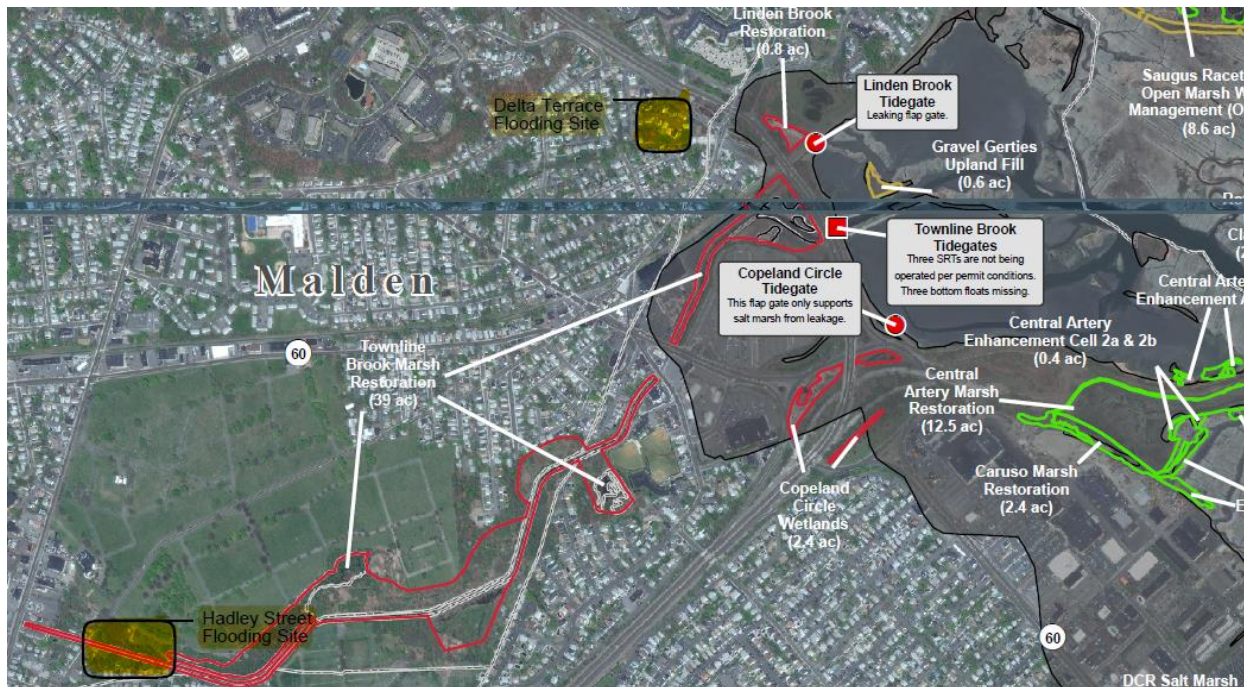 Linden Brook
Restoration
(0.8 ac)
Delta Terrace
Flooding Site
Linden Brook
Tidegate
Leaking flap gate.
Saugus Racet
Open Marsh W
Management (O
(8.6 ac)
Gravel Gerties
Upland Fill
(0.6 ac)
Malden
Townline Brook
Tidegates
Three SRTs are not being
operated per permit conditions.
Three bottom floats missing.
Copeland Circle
Tidegate
This flap gate only supports
salt marsh from leakage.
Cla
(2
Central Arte
Enhancement A
Central Artery
Enhancement Cell 2a & 2b
(0.4 ac)
60
Townline
Brook Marsh
Restoration
(39 ac)
Central
Artery Marsh
Restoration
(12.5 ac)
Caruso Marsh
Restoration
(2.4 ac)
Copeland
Circle
Wetlands
(2.4 ac)
E
Hadley Street
Flooding Site
60
DCR Salt Marsh